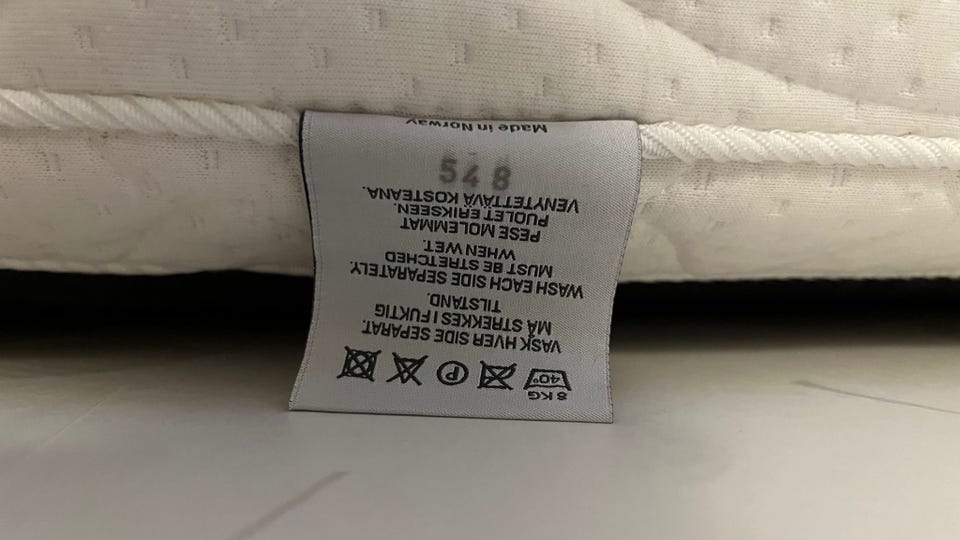 8 KG
40° P
VASK HVER SIDE SEPARAT.
MÅ STREKKES I FUKTIG
TILSTAND.
WASH EACH SIDE SEPARATELY.
MUST BE STRETCHED
WHEN WET.
PESE MOLEMMAT
PUOLET ERIKSEEN.
VENYTETTÄVÄ KOSTEANA.
548
Made in Norway